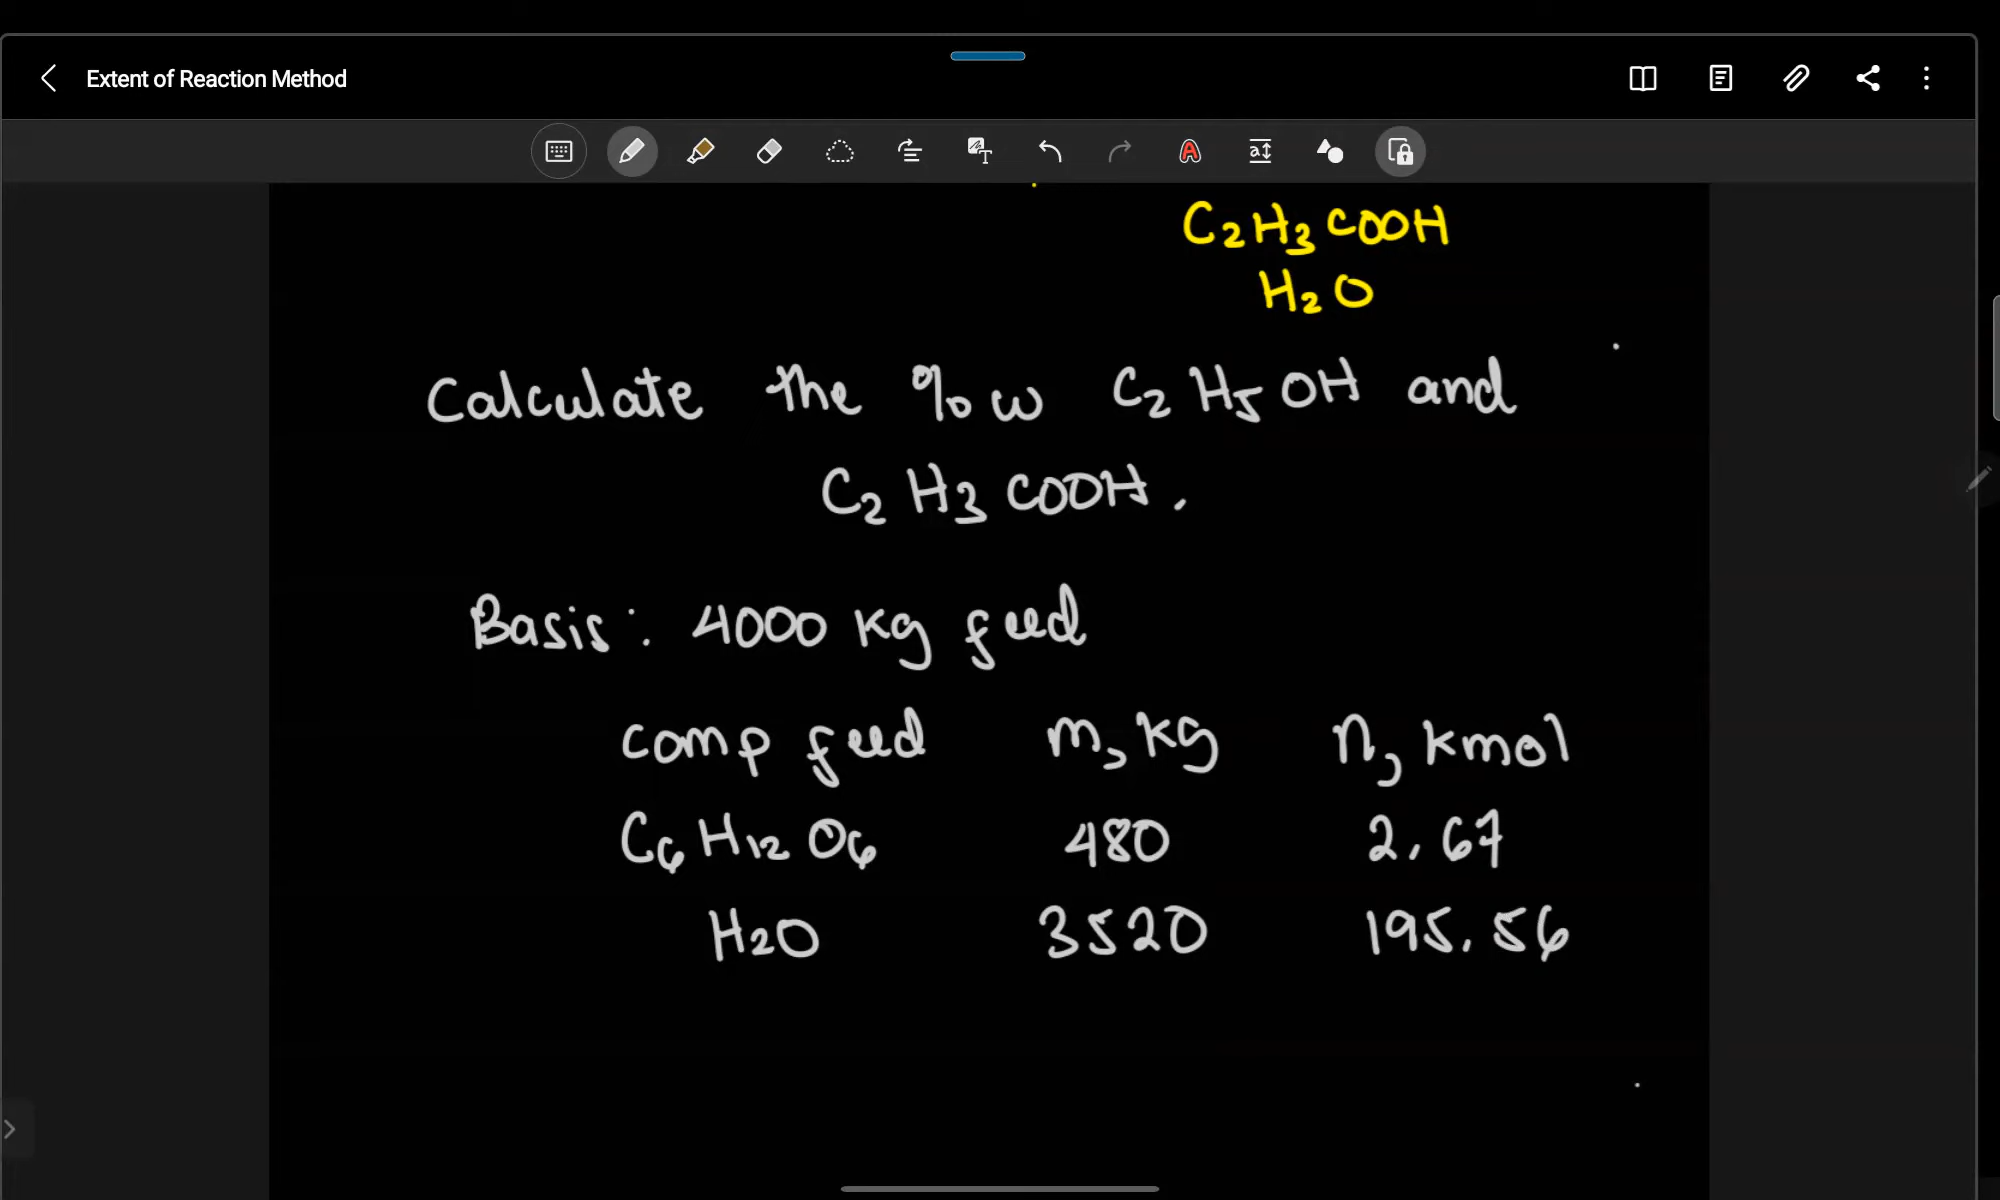 Extent of Reaction Method
C2H3COOH
H2O
Calculate the %w C2H5OH and
C2H3COOH.
Basis: 4000 kg feed
comp feed m, kg n, kmol
C6H12O6 480 2.67
H2O 3520 195.56